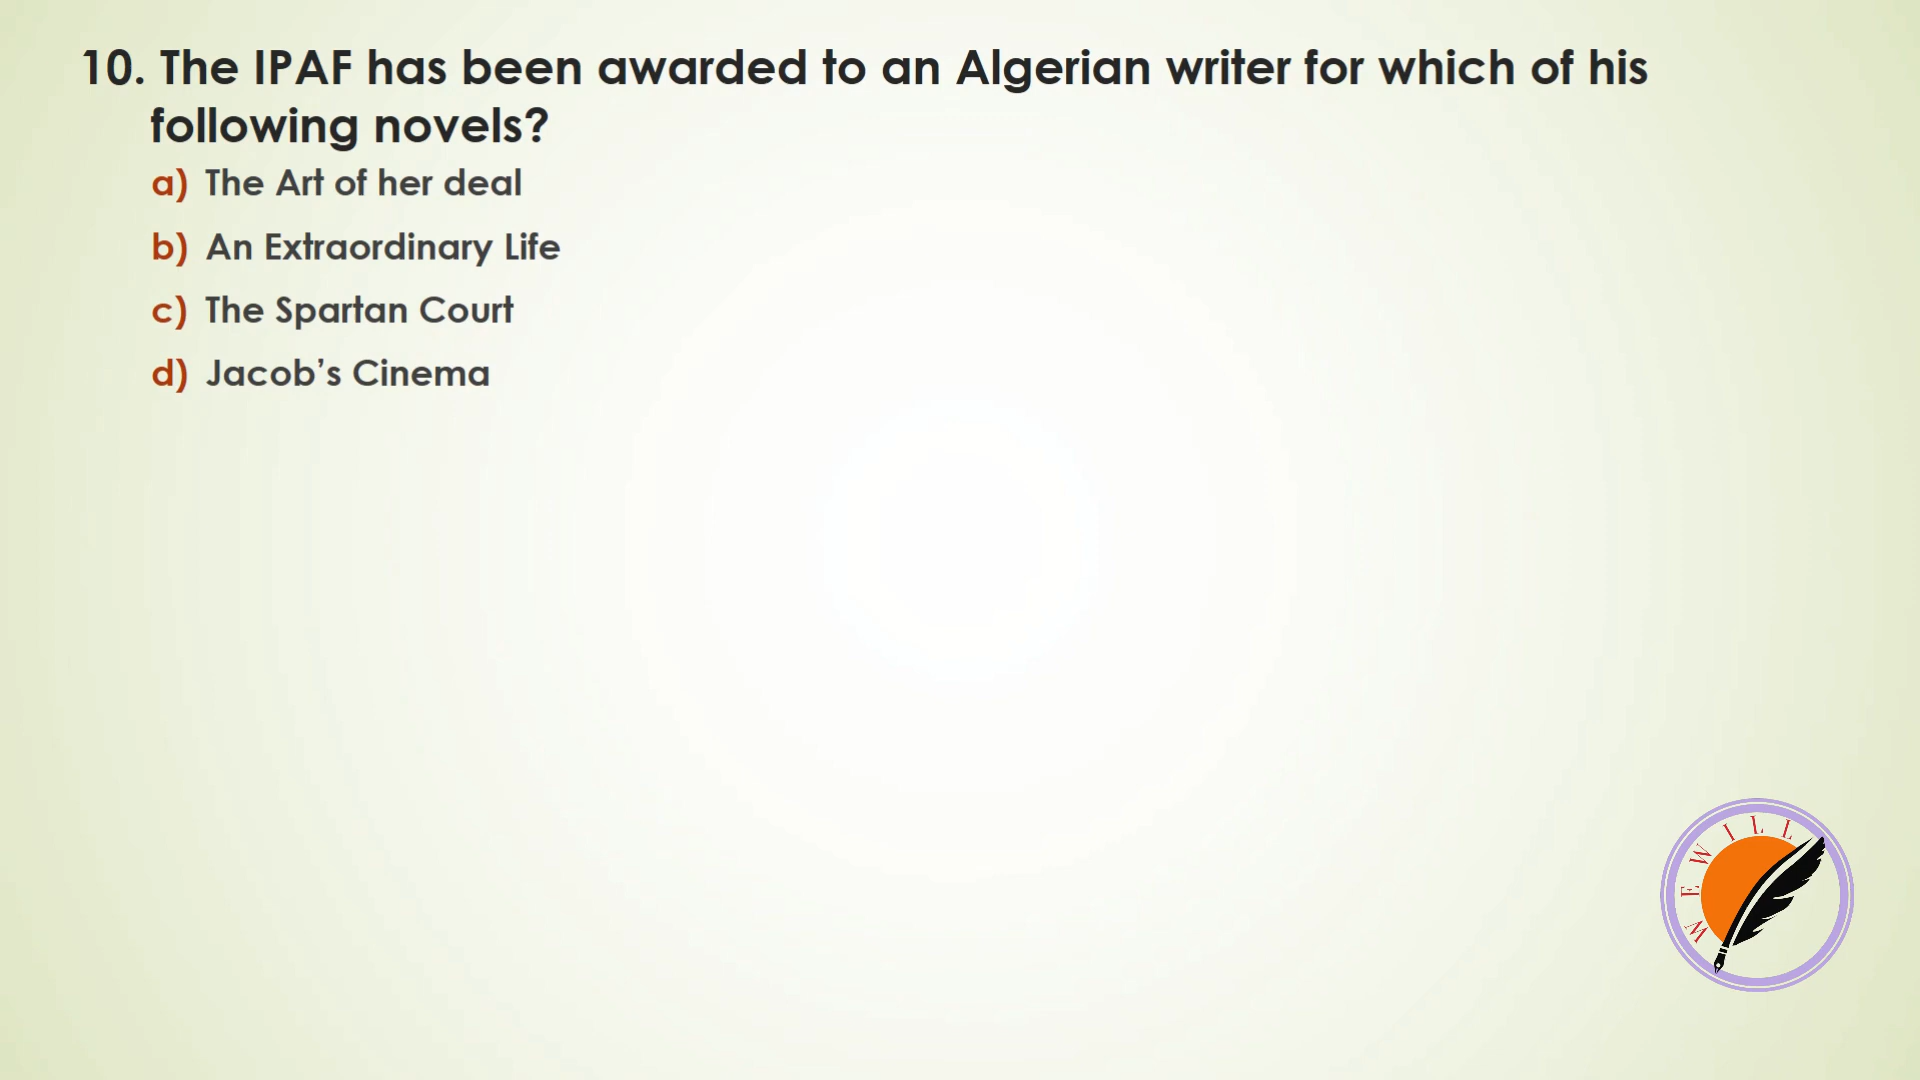 10. The IPAF has been awarded to an Algerian writer for which of his
following novels?
a) The Art of her deal
b) An Extraordinary Life
c) The Spartan Court
d) Jacob’s Cinema
WEWILL